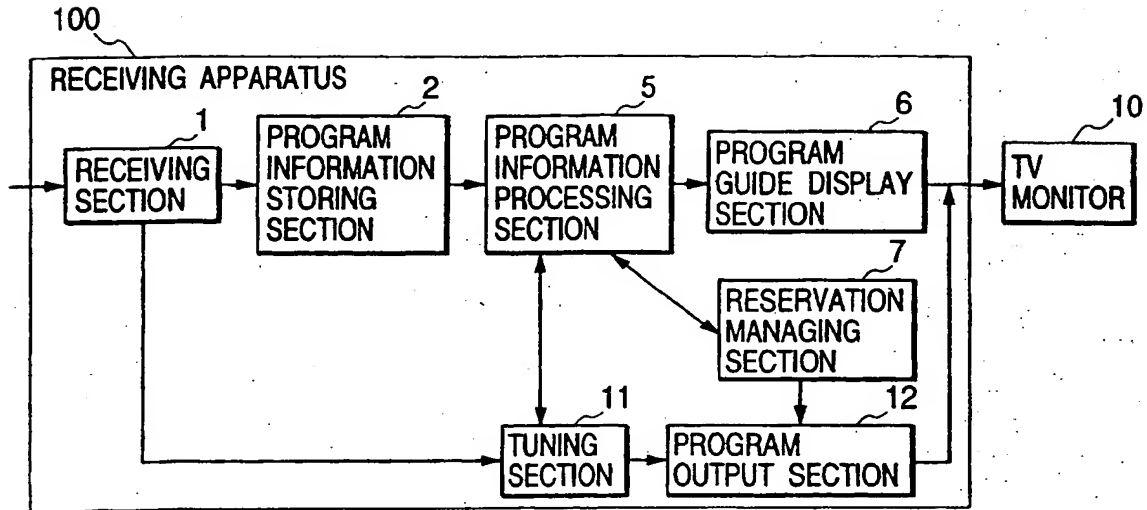 100
RECEIVING APPARATUS
1
RECEIVING
SECTION
2
PROGRAM
INFORMATION
STORING
SECTION
5
PROGRAM
INFORMATION
PROCESSING
SECTION
6
PROGRAM
GUIDE DISPLAY
SECTION
10
TV
MONITOR
7
RESERVATION
MANAGING
SECTION
11
TUNING
SECTION
12
PROGRAM
OUTPUT SECTION